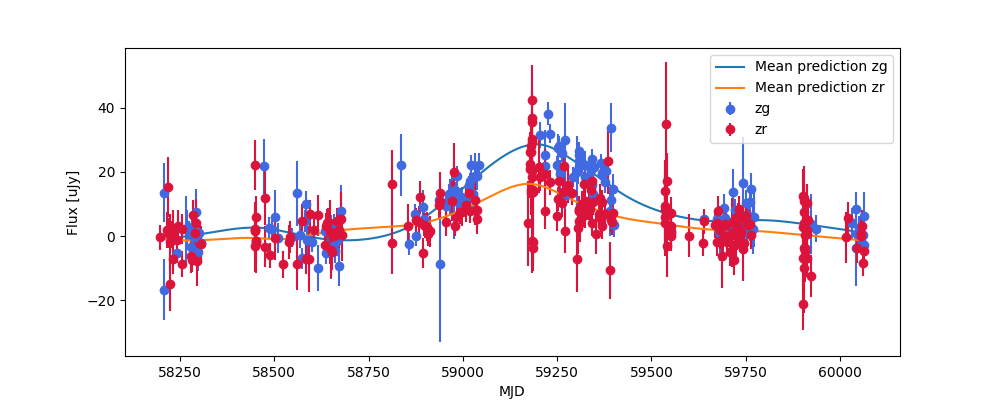 Mean prediction zg
Mean prediction zr
zg
zr
Flux [uJy]
40
20
0
−20
58250 58500 58750 59000 59250 59500 59750 60000
MJD